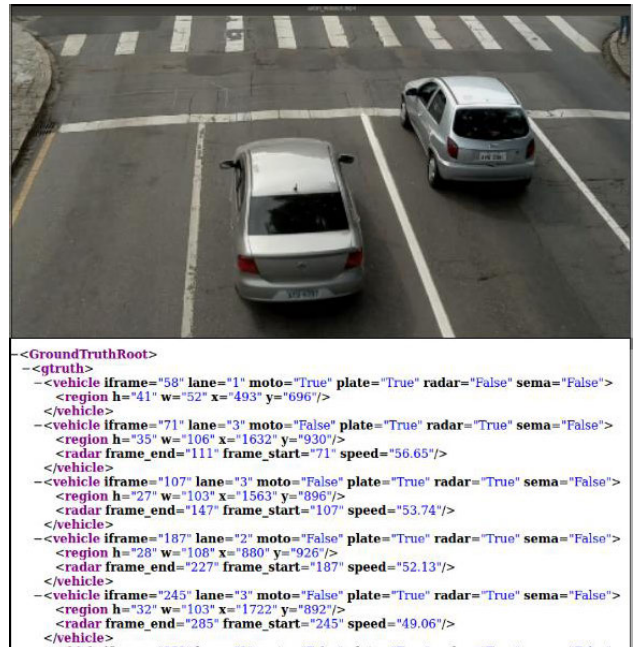 -<GroundTruthRoot>
-<gtruth>
-<vehicle iframe="58" lane="1" moto="True" plate="True" radar="False" sema="False">
<region h="41" w="52" x="493" y="696"/>
</vehicle>
-<vehicle iframe="71" lane="3" moto="False" plate="True" radar="True" sema="False">
<region h="35" w="106" x="1632" y="930"/>
<radar frame_end="111" frame_start="71" speed="56.65"/>
</vehicle>
-<vehicle iframe="107" lane="3" moto="False" plate="True" radar="True" sema="False">
<region h="27" w="103" x="1563" y="896"/>
<radar frame_end="147" frame_start="107" speed="53.74"/>
</vehicle>
-<vehicle iframe="187" lane="2" moto="False" plate="True" radar="True" sema="False">
<region h="28" w="108" x="880" y="926"/>
<radar frame_end="227" frame_start="187" speed="52.13"/>
</vehicle>
-<vehicle iframe="245" lane="3" moto="False" plate="True" radar="True" sema="False">
<region h="32" w="103" x="1722" y="892"/>
<radar frame_end="285" frame_start="245" speed="49.06"/>
</vehicle>